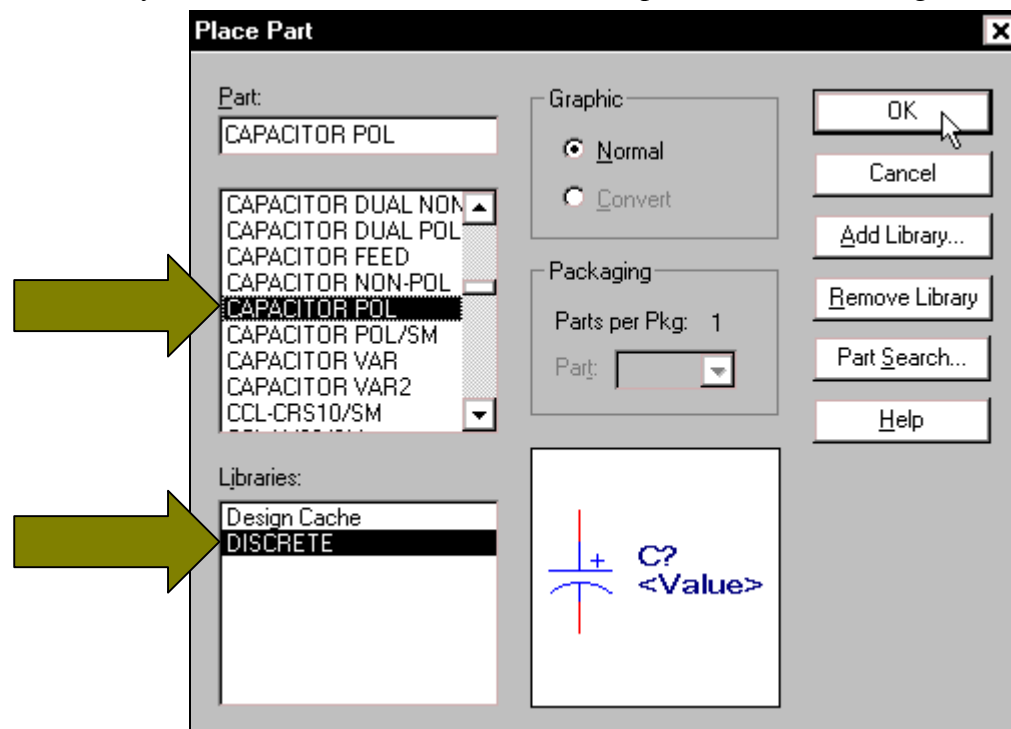 Place Part
Part:
CAPACITOR POL
CAPACITOR DUAL NON
CAPACITOR DUAL POL
CAPACITOR FEED
CAPACITOR NON-POL
CAPACITOR POL
CAPACITOR POL/SM
CAPACITOR VAR
CAPACITOR VAR2
CCL-CRS10/SM
Libraries:
Design Cache
DISCRETE
Graphic
Normal
Convert
Packaging
Parts per Pkg: 1
Part:
+
C?
<Value>
OK
Cancel
Add Library...
Remove Library
Part Search...
Help